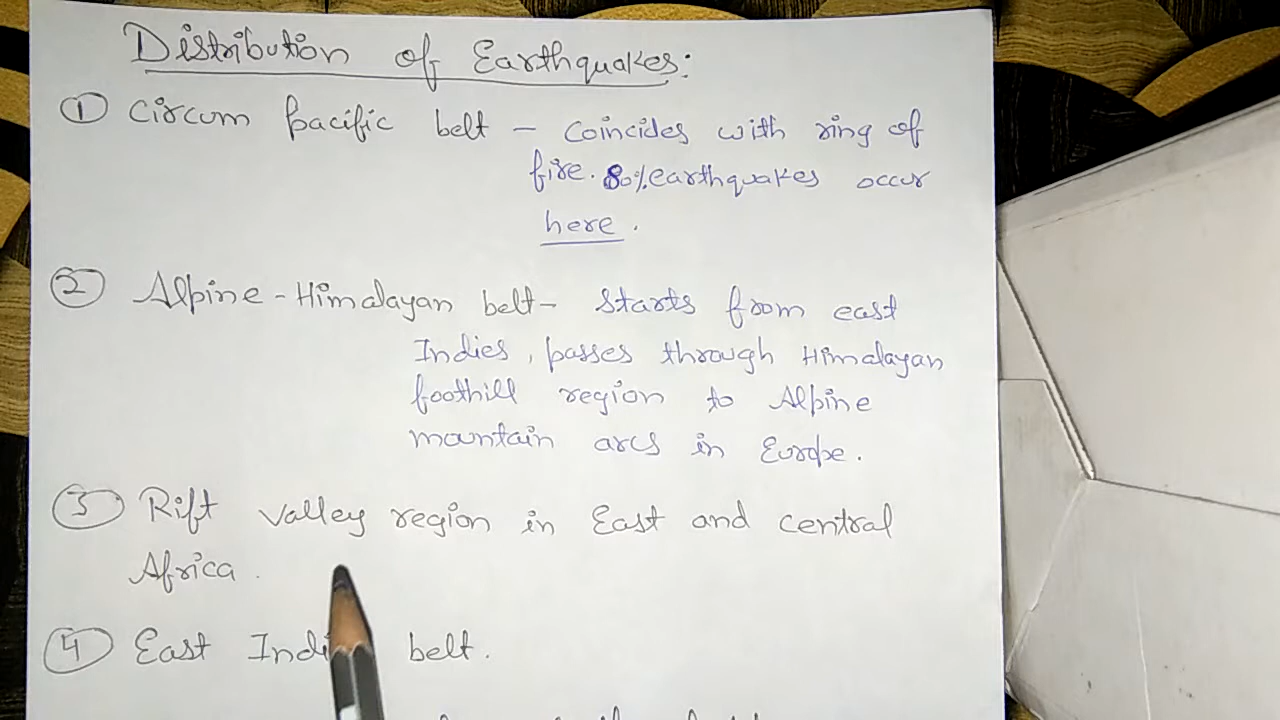 Distribution of Earthquakes:
① Circum Pacific belt - Coincides with ring of
fire. 80% earthquakes occur
here.
② Alpine-Himalayan belt- Starts from east
Indies, passes through Himalayan
foothill region to Alpine
mountain arcs in Europe.
③ Rift valley region in East and central
Africa.
④ East belt.